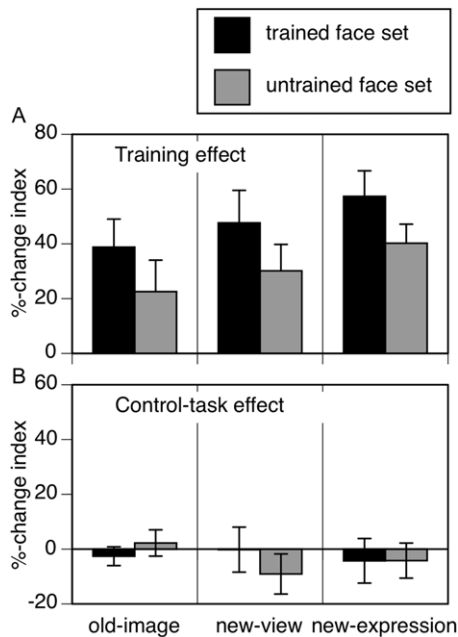 trained face set
untrained face set
A
80
Training effect
60
40
20
0
%-change index
B
60
Control-task effect
40
20
0
-20
%-change index
old-image new-view new-expression